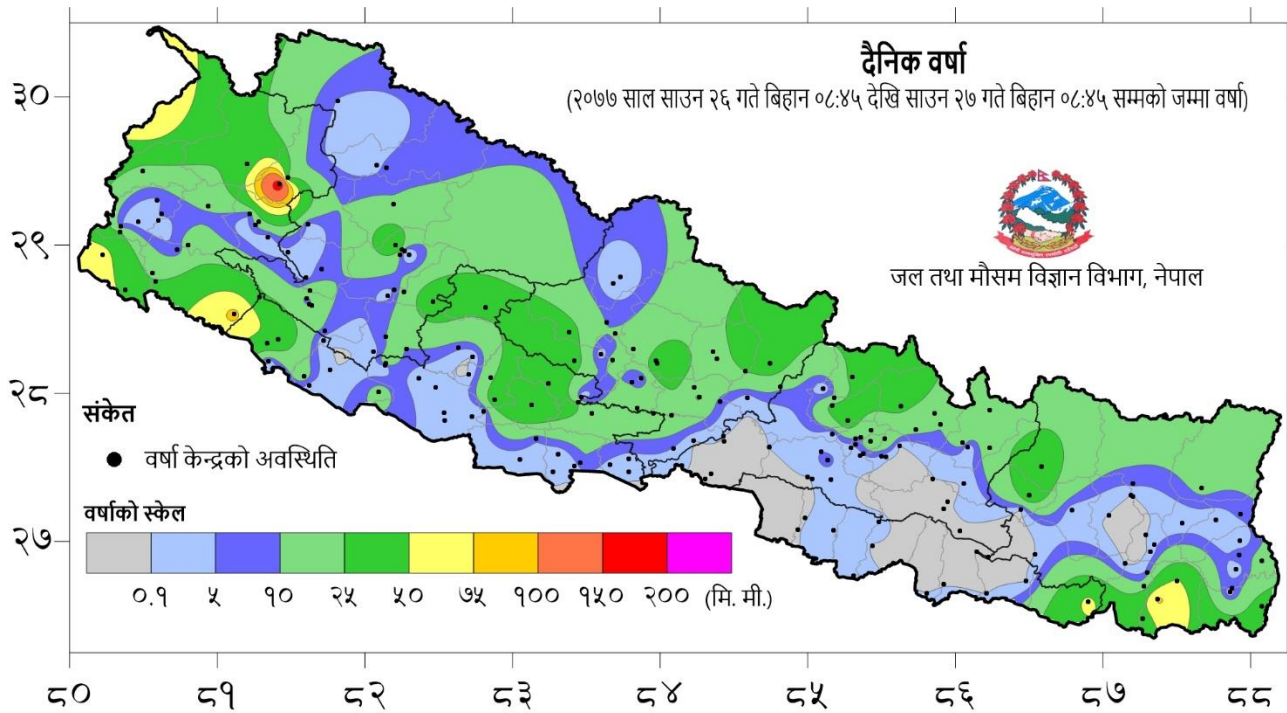 दैनिक वर्षा
(२०७७ साल साउन २६ गते बिहान ०८:४५ देखि साउन २७ गते बिहान ०८:४५ सम्मको जम्मा वर्षा)
जल तथा मौसम विज्ञान विभाग, नेपाल
३०
२९
२८
२७
संकेत
वर्षा केन्द्रको अवस्थिति
वर्षाको स्केल
०.१ ५ १० २५ ५० ७५ १०० १५० २०० (मि. मी.)
८० ८१ ८२ ८३ ८४ ८५ ८६ ८७ ८८